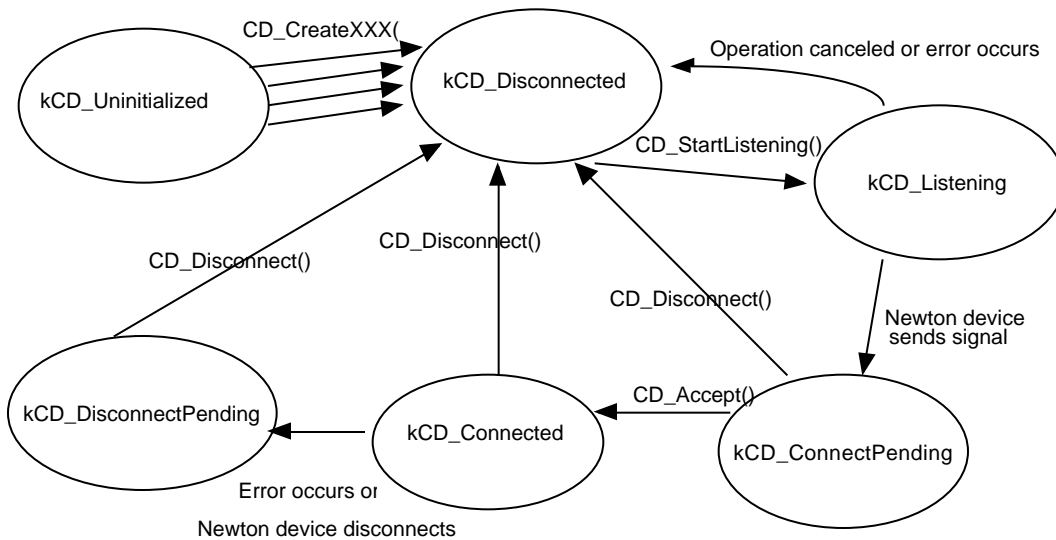 CD_CreateXXX(
Operation canceled or error occurs
kCD_Uninitialized
kCD_Disconnected
CD_StartListening()
kCD_Listening
CD_Disconnect()
CD_Disconnect()
CD_Disconnect()
Newton device
sends signal
kCD_DisconnectPending
CD_Accept()
kCD_Connected
kCD_ConnectPending
Error occurs or
Newton device disconnects